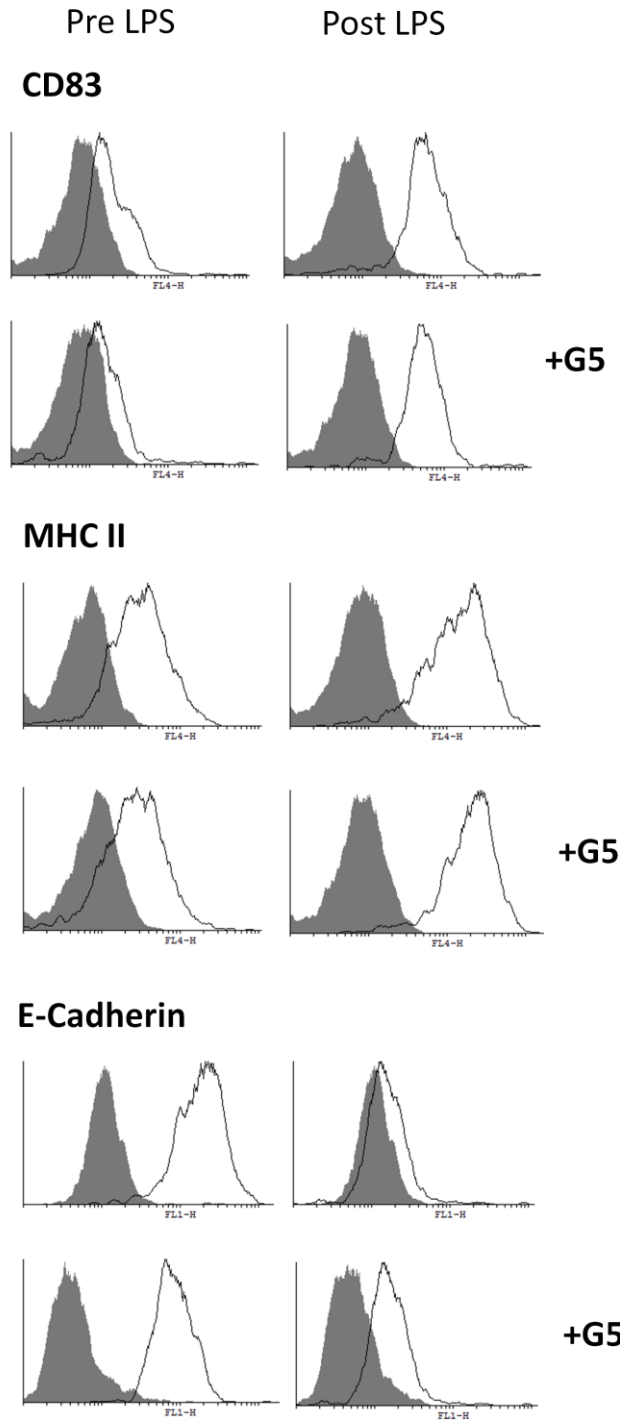 Pre LPS Post LPS
CD83
FL4-H FL4-H
+G5
FL4-H FL4-H
MHC II
FL4-H FL4-H
+G5
FL4-H FL4-H
E-Cadherin
FL1-H FL1-H
+G5
FL1-H FL1-H